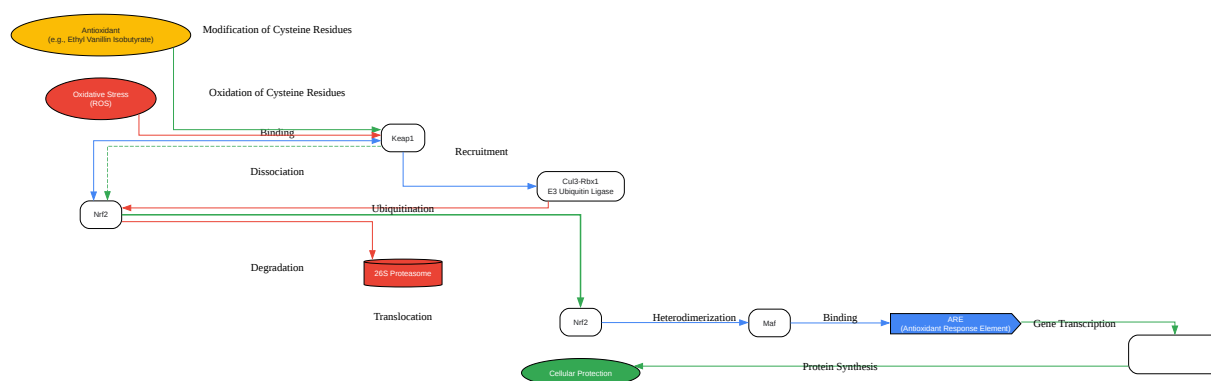 Antioxidant
(e.g., Ethyl Vanillin Isobutyrate)
Modification of Cysteine Residues
Oxidative Stress
(ROS)
Oxidation of Cysteine Residues
Binding
Keap1
Recruitment
Dissociation
Cul3-Rbx1
E3 Ubiquitin Ligase
Ubiquitination
Nrf2
Degradation
26S Proteasome
Translocation
Nrf2
Heterodimerization
Maf
Binding
ARE
(Antioxidant Response Element)
Gene Transcription
Protein Synthesis
Cellular Protection